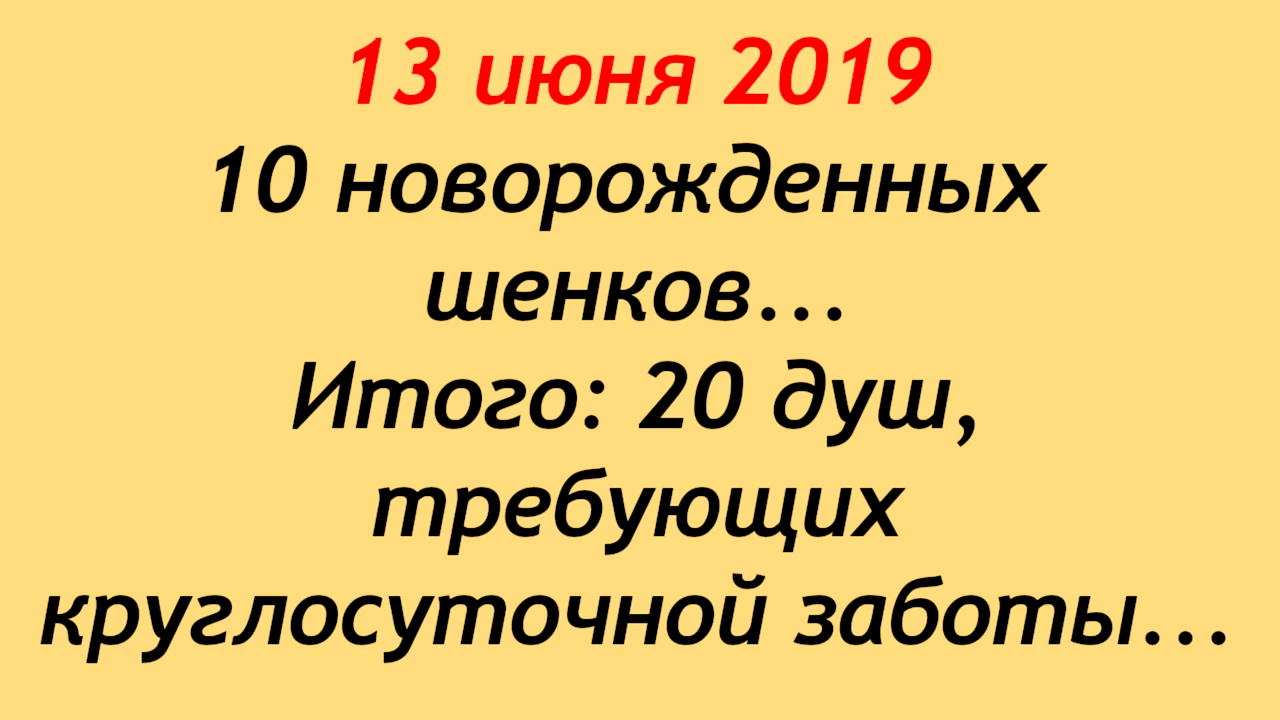 13 июня 2019
10 новорожденных
шенков...
Итого: 20 душ,
требующих
круглосуточной заботы...